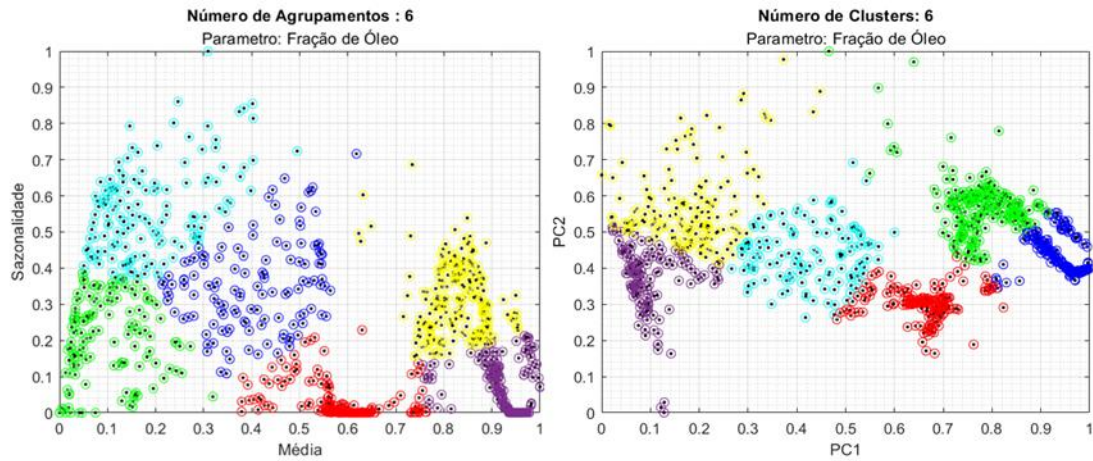 Número de Agrupamentos : 6
Parametro: Fração de Óleo
1
0.9
0.8
0.7
0.6
0.5
0.4
0.3
0.2
0.1
0
Sazonalidade
0 0.1 0.2 0.3 0.4 0.5 0.6 0.7 0.8 0.9 1
Média
Número de Clusters: 6
Parametro: Fração de Óleo
1
0.9
0.8
0.7
0.6
0.5
0.4
0.3
0.2
0.1
0
PC2
0 0.1 0.2 0.3 0.4 0.5 0.6 0.7 0.8 0.9 1
PC1